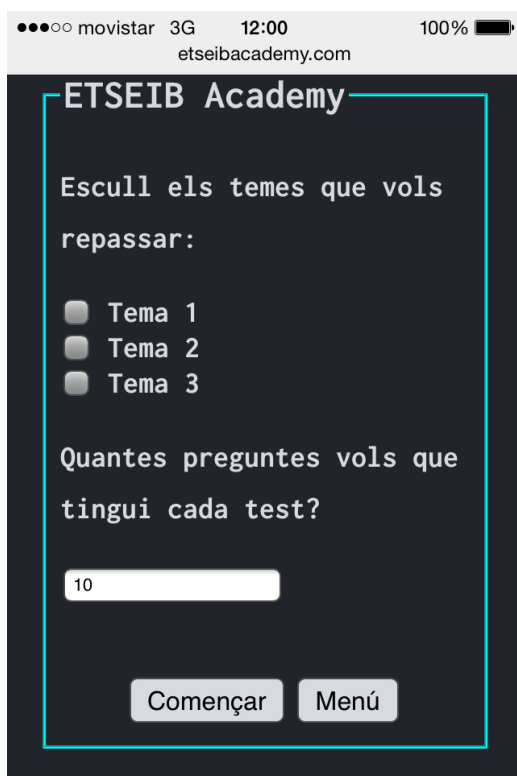 movistar 3G 12:00 100%
etseibacademy.com
ETSEIB Academy
Escull els temes que vols
repassar:
Tema 1
Tema 2
Tema 3
Quantes preguntes vols que
tingui cada test?
10
Començar Menú